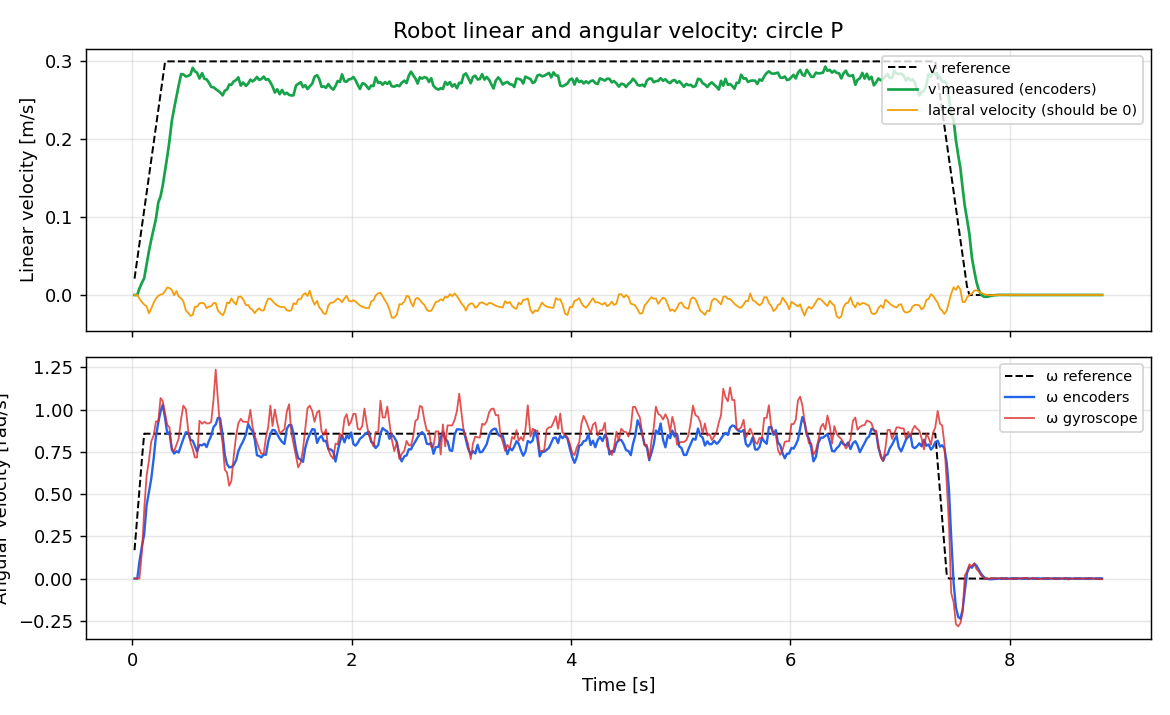 Robot linear and angular velocity: circle P
Linear velocity [m/s]
0.3
0.2
0.1
0.0
v reference
v measured (encoders)
lateral velocity (should be 0)
Angular velocity [rad/s]
1.25
1.00
0.75
0.50
0.25
0.00
−0.25
ω reference
ω encoders
ω gyroscope
0
2
4
6
8
Time [s]